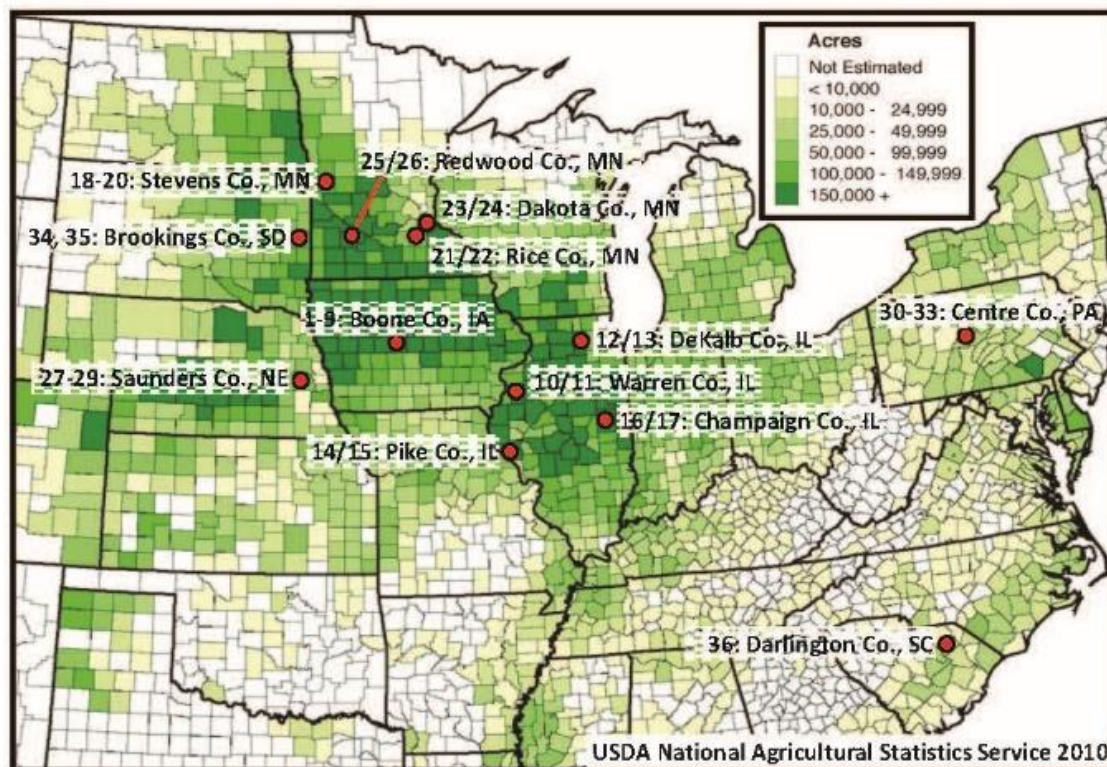 Acres
Not Estimated
< 10,000
10,000 - 24,999
25,000 - 49,999
50,000 - 99,999
100,000 - 149,999
150,000 +
25/26: Redwood Co., MN
18-20: Stevens Co., MN
23/24: Dakota Co., MN
34, 35: Brookings Co., SD
21/22: Rice Co., MN
30-33: Centre Co., PA
1-9: Boone Co., IA
12/13: DeKalb Co., IL
27-29: Saunders Co., NE
10/11: Warren Co., IL
16/17: Champaign Co., IL
14/15: Pike Co., IL
36: Darlington Co., SC
USDA National Agricultural Statistics Service 2010